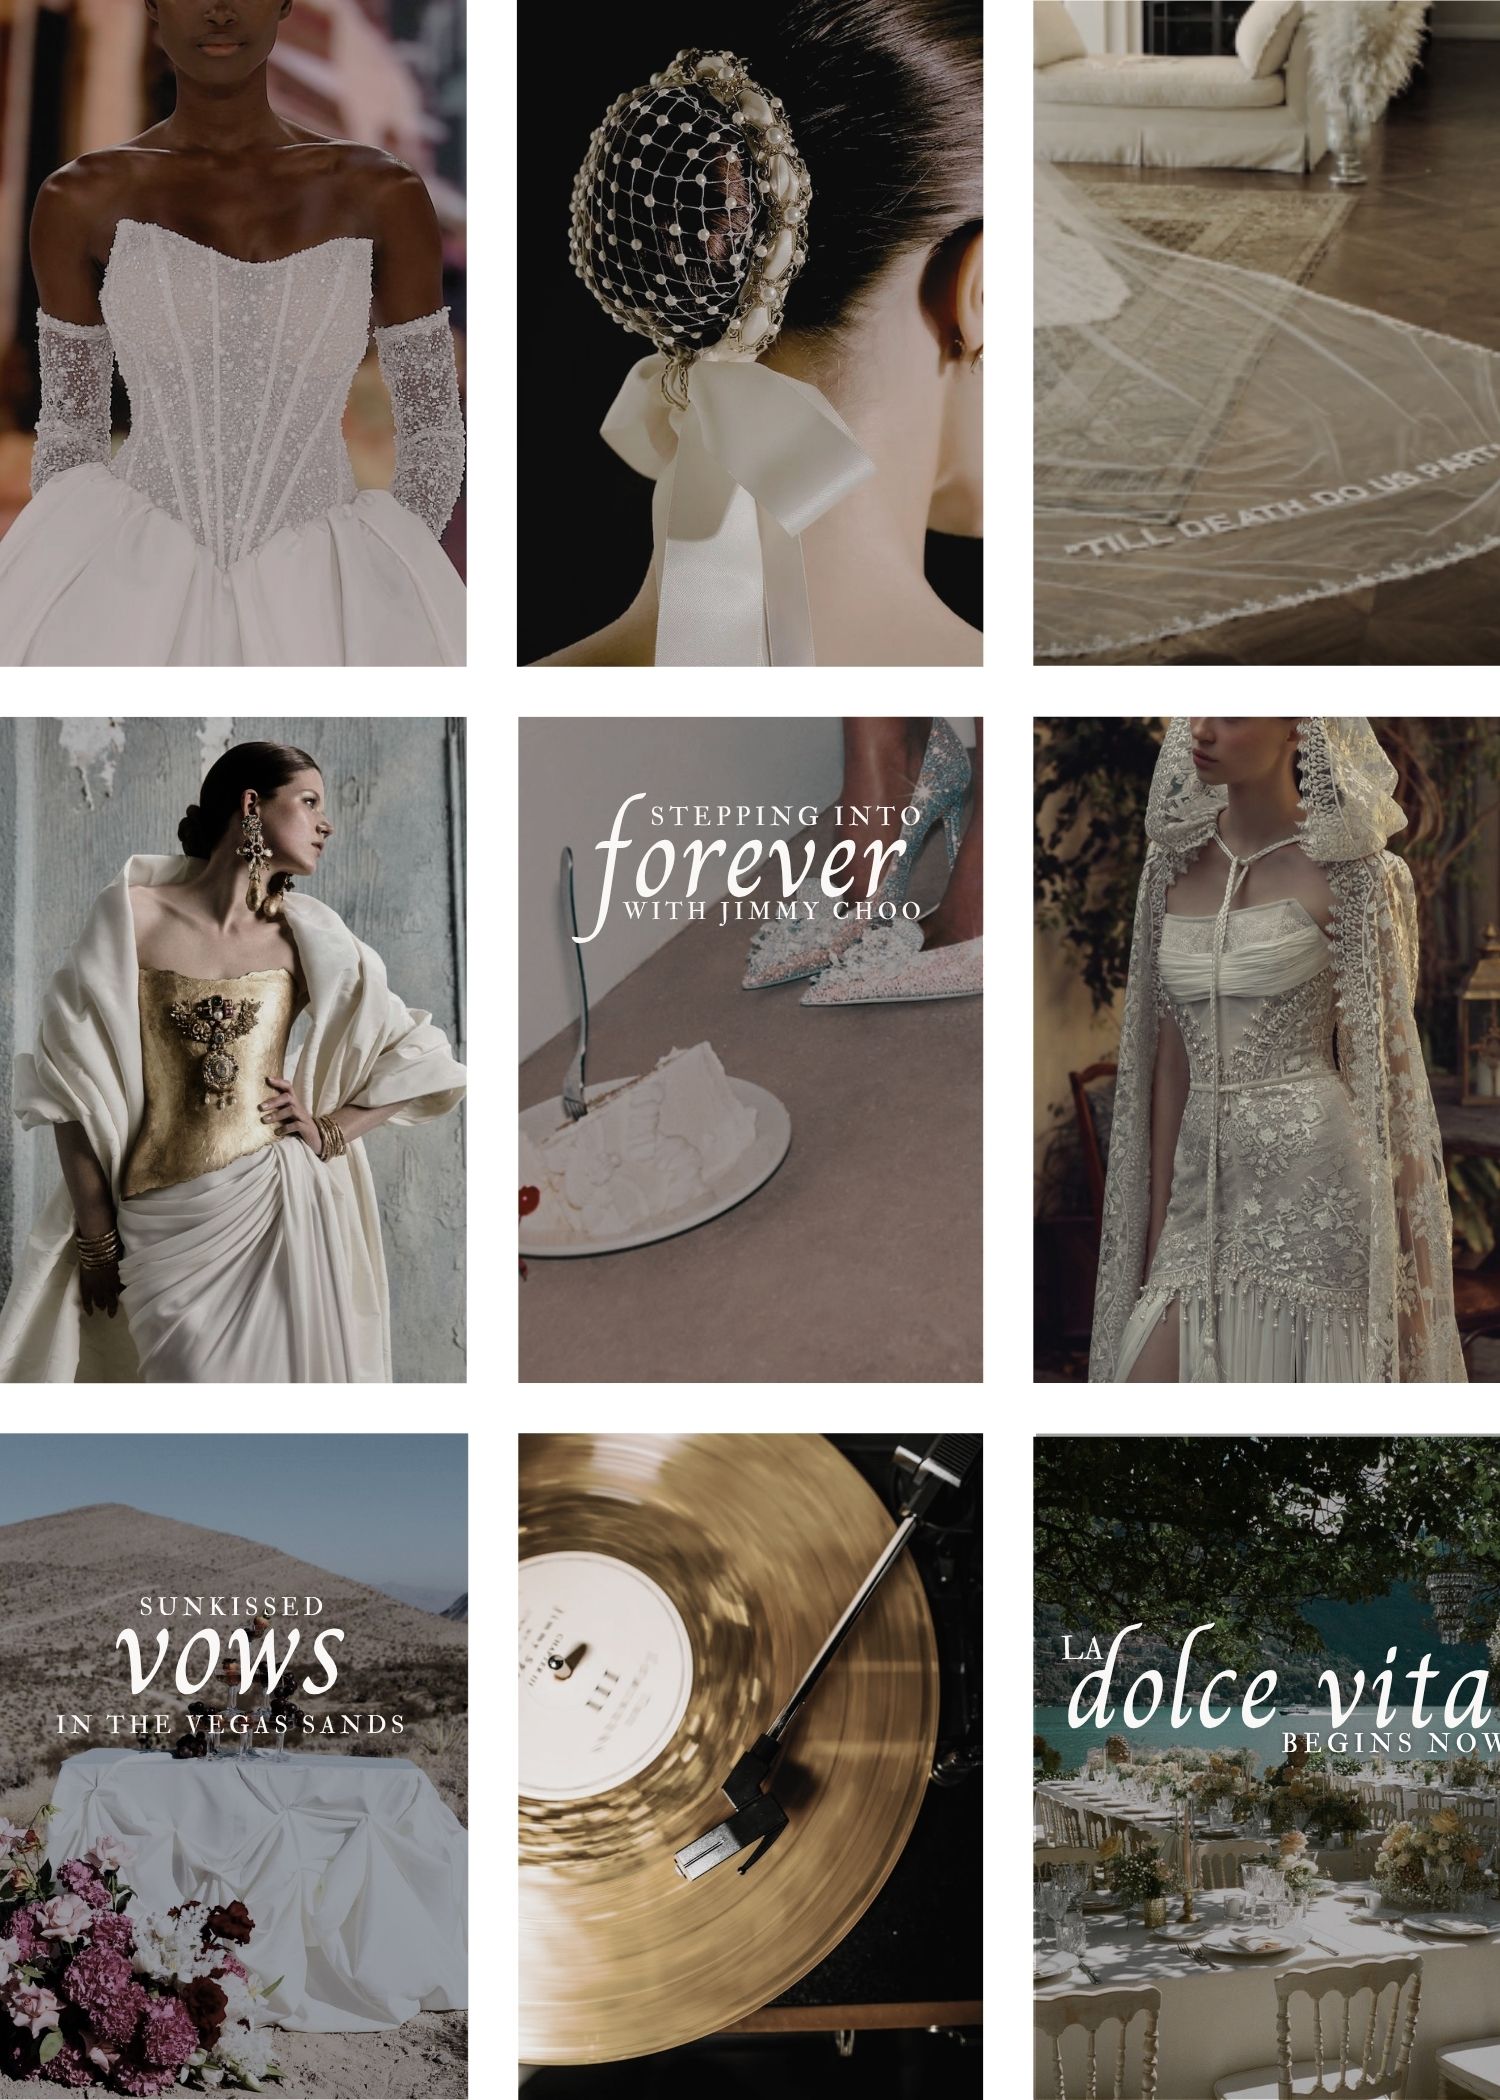 "TILL DEATH DO US PART
STEPPING INTO
forever
WITH JIMMY CHOO
SUNKISSED
vows
IN THE VEGAS SANDS
III
LA
dolce vita
BEGINS NOW